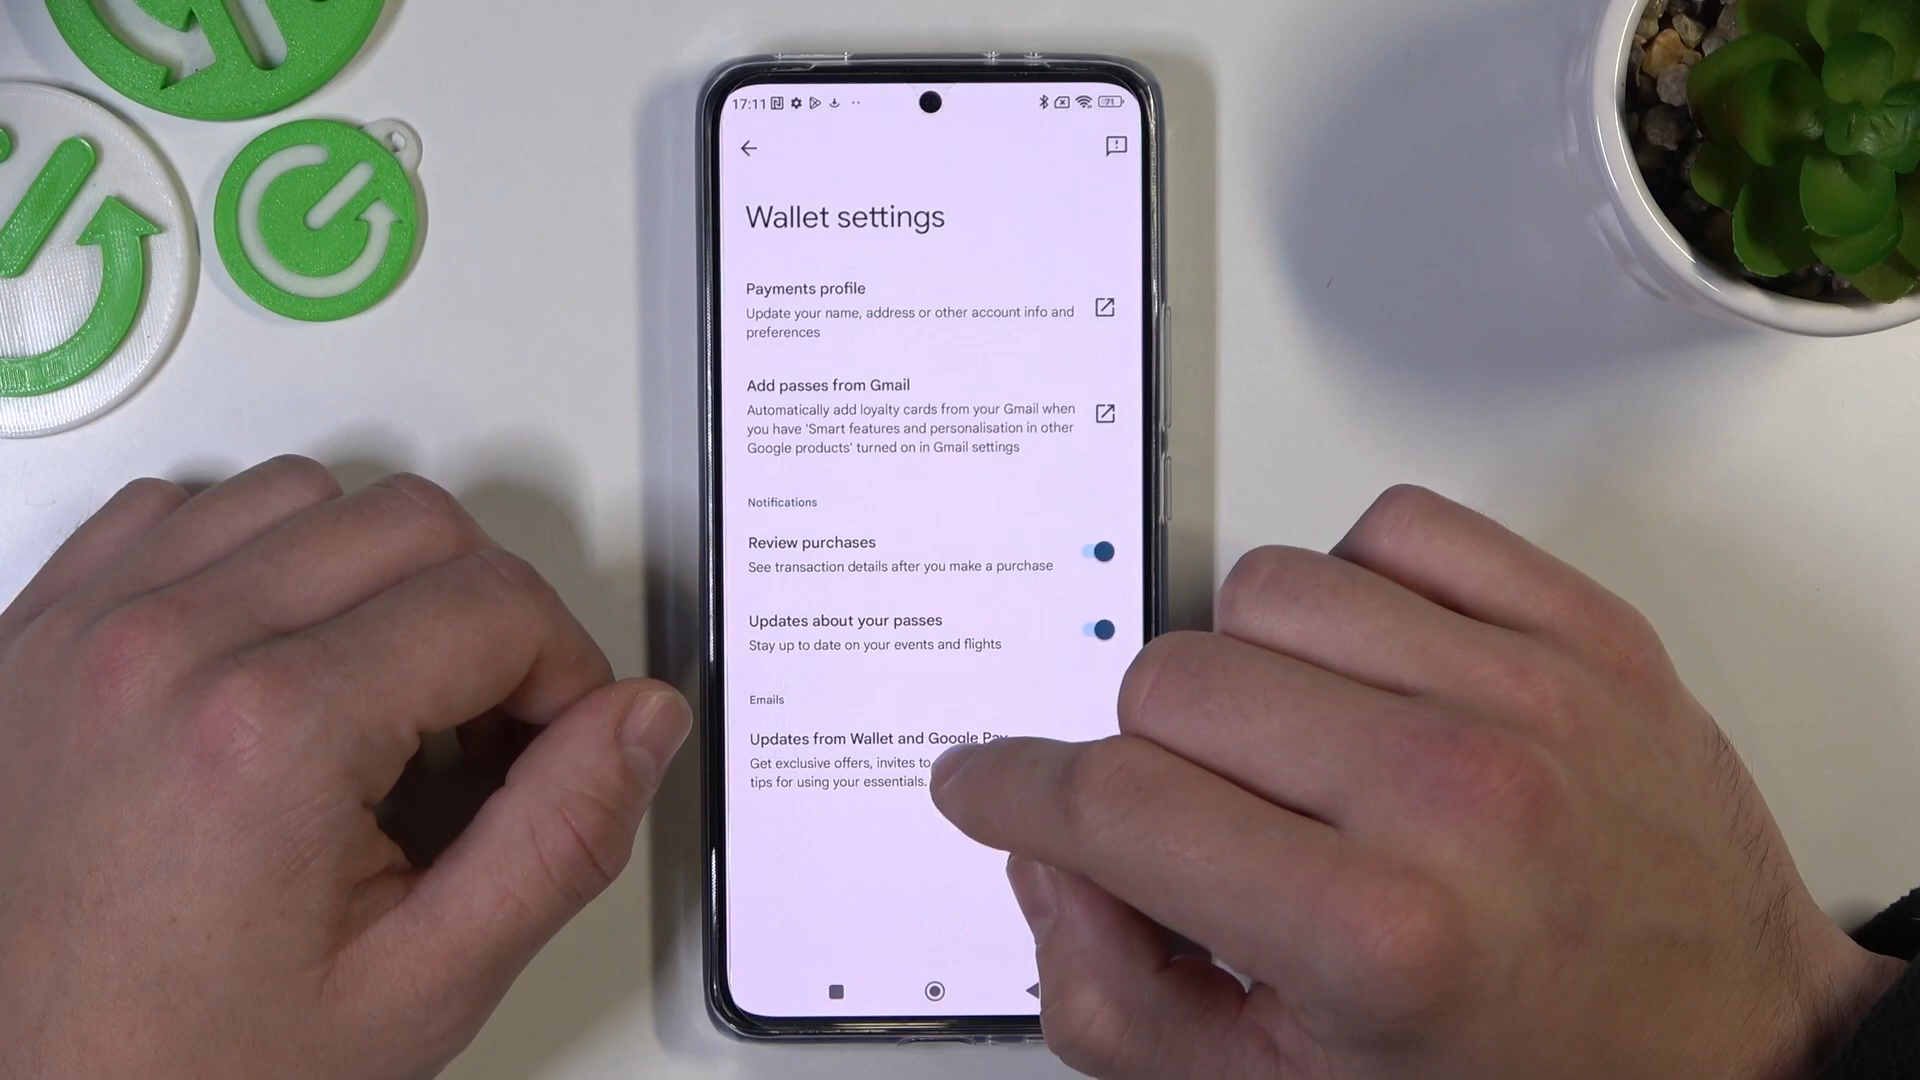 17:11
71
Wallet settings
Payments profile
Update your name, address or other account info and
preferences
Add passes from Gmail
Automatically add loyalty cards from your Gmail when
you have 'Smart features and personalisation in other
Google products' turned on in Gmail settings
Notifications
Review purchases
See transaction details after you make a purchase
Updates about your passes
Stay up to date on your events and flights
Emails
Updates from Wallet and Google Pay
Get exclusive offers, invites to
tips for using your essentials.